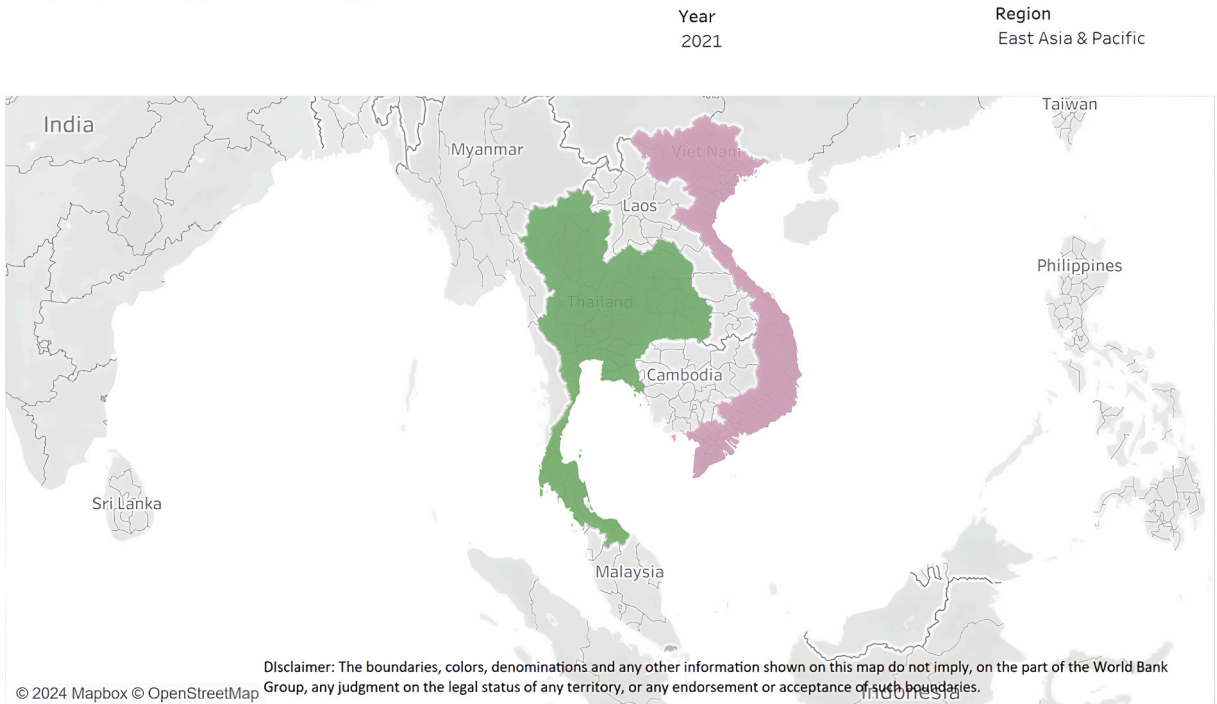 Year
Region
2021
East Asia & Pacific
Taiwan
India
Myanmar
Viet Nam
Laos
Philippines
Thailand
Cambodia
Sri Lanka
Malaysia
DIsclaimer: The boundaries, colors, denominations and any other information shown on this map do not imply, on the part of the World Bank
Group, any judgment on the legal status of any territory, or any endorsement or acceptance of such boundaries.
© 2024 Mapbox © OpenStreetMap
Indonesia